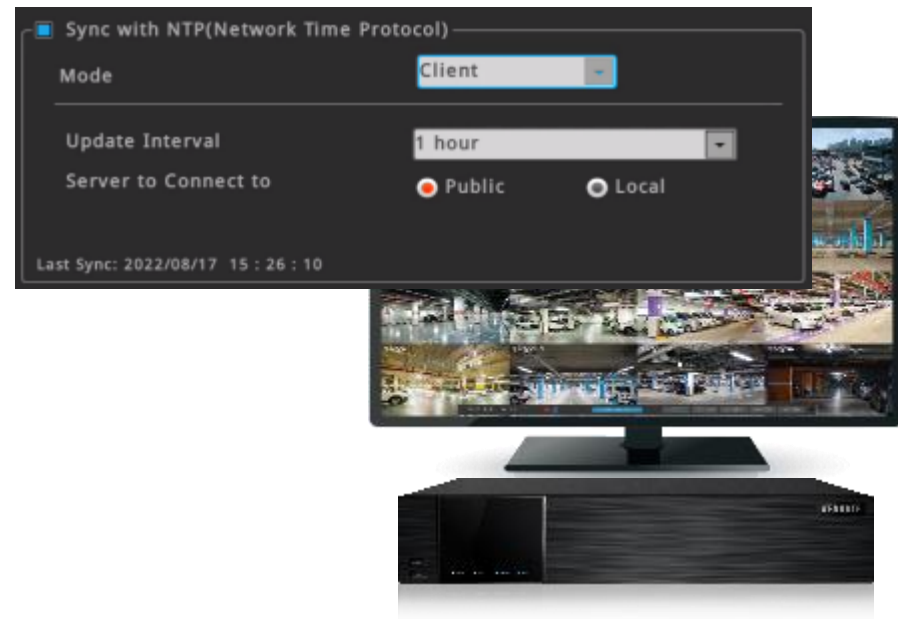 Sync with NTP(Network Time Protocol)
Mode
Client
Update Interval
1 hour
Server to Connect to
Public
Local
Last Sync: 2022/08/17 15 : 26 : 10